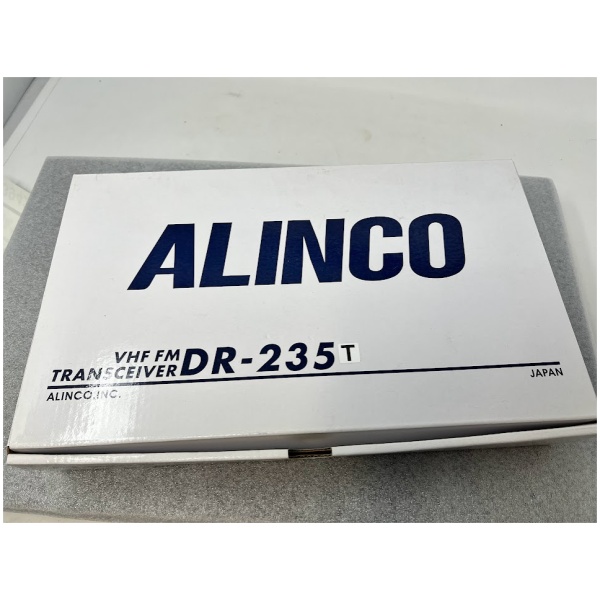 ALINCO
VHF FM
TRANSCEIVER DR-235 T
ALINCO,INC.
JAPAN